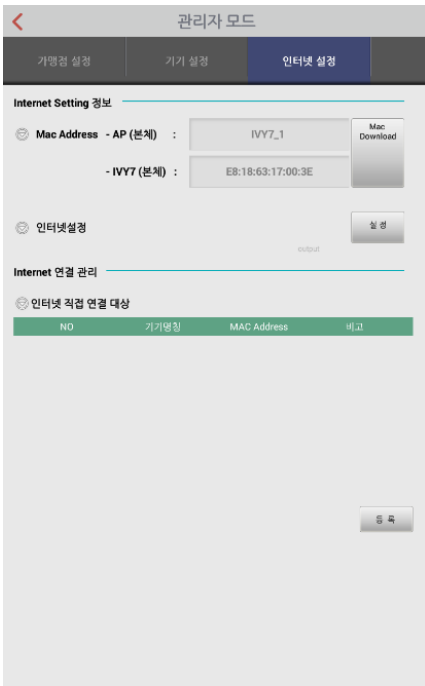 관리자 모드
가맹점 설정 기기 설정 인터넷 설정
Internet Setting 정보
Mac Address - AP (본체) : IVY7_1 Mac Download
- IVY7 (본체) : E8:18:63:17:00:3E
인터넷설정 설 정
output
Internet 연결 관리
인터넷 직접 연결 대상
NO 기기명칭 MAC Address 비고
등 록